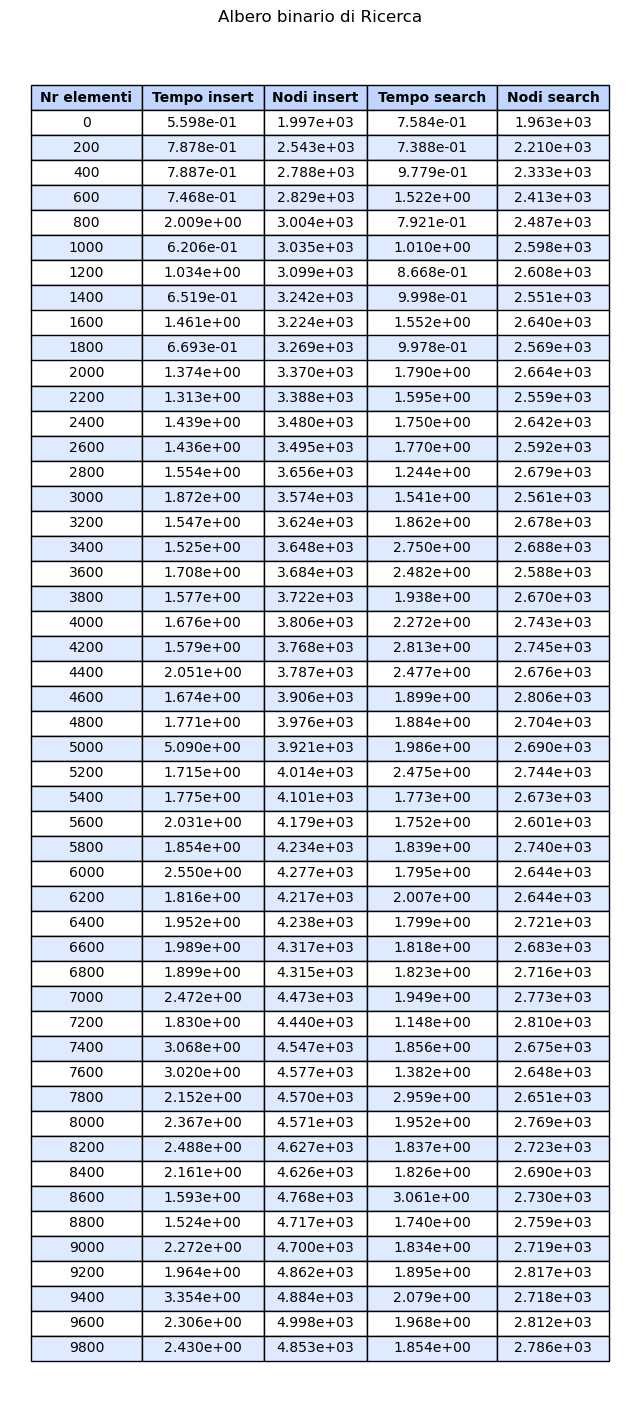 Albero binario di Ricerca
Nr elementi Tempo insert Nodi insert Tempo search Nodi search
0 5.598e-01 1.997e+03 7.584e-01 1.963e+03
200 7.878e-01 2.543e+03 7.388e-01 2.210e+03
400 7.887e-01 2.788e+03 9.779e-01 2.333e+03
600 7.468e-01 2.829e+03 1.522e+00 2.413e+03
800 2.009e+00 3.004e+03 7.921e-01 2.487e+03
1000 6.206e-01 3.035e+03 1.010e+00 2.598e+03
1200 1.034e+00 3.099e+03 8.668e-01 2.608e+03
1400 6.519e-01 3.242e+03 9.998e-01 2.551e+03
1600 1.461e+00 3.224e+03 1.552e+00 2.640e+03
1800 6.693e-01 3.269e+03 9.978e-01 2.569e+03
2000 1.374e+00 3.370e+03 1.790e+00 2.664e+03
2200 1.313e+00 3.388e+03 1.595e+00 2.559e+03
2400 1.439e+00 3.480e+03 1.750e+00 2.642e+03
2600 1.436e+00 3.495e+03 1.770e+00 2.592e+03
2800 1.554e+00 3.656e+03 1.244e+00 2.679e+03
3000 1.872e+00 3.574e+03 1.541e+00 2.561e+03
3200 1.547e+00 3.624e+03 1.862e+00 2.678e+03
3400 1.525e+00 3.648e+03 2.750e+00 2.688e+03
3600 1.708e+00 3.684e+03 2.482e+00 2.588e+03
3800 1.577e+00 3.722e+03 1.938e+00 2.670e+03
4000 1.676e+00 3.806e+03 2.272e+00 2.743e+03
4200 1.579e+00 3.768e+03 2.813e+00 2.745e+03
4400 2.051e+00 3.787e+03 2.477e+00 2.676e+03
4600 1.674e+00 3.906e+03 1.899e+00 2.806e+03
4800 1.771e+00 3.976e+03 1.884e+00 2.704e+03
5000 5.090e+00 3.921e+03 1.986e+00 2.690e+03
5200 1.715e+00 4.014e+03 2.475e+00 2.744e+03
5400 1.775e+00 4.101e+03 1.773e+00 2.673e+03
5600 2.031e+00 4.179e+03 1.752e+00 2.601e+03
5800 1.854e+00 4.234e+03 1.839e+00 2.740e+03
6000 2.550e+00 4.277e+03 1.795e+00 2.644e+03
6200 1.816e+00 4.217e+03 2.007e+00 2.644e+03
6400 1.952e+00 4.238e+03 1.799e+00 2.721e+03
6600 1.989e+00 4.317e+03 1.818e+00 2.683e+03
6800 1.899e+00 4.315e+03 1.823e+00 2.716e+03
7000 2.472e+00 4.473e+03 1.949e+00 2.773e+03
7200 1.830e+00 4.440e+03 1.148e+00 2.810e+03
7400 3.068e+00 4.547e+03 1.856e+00 2.675e+03
7600 3.020e+00 4.577e+03 1.382e+00 2.648e+03
7800 2.152e+00 4.570e+03 2.959e+00 2.651e+03
8000 2.367e+00 4.571e+03 1.952e+00 2.769e+03
8200 2.488e+00 4.627e+03 1.837e+00 2.723e+03
8400 2.161e+00 4.626e+03 1.826e+00 2.690e+03
8600 1.593e+00 4.768e+03 3.061e+00 2.730e+03
8800 1.524e+00 4.717e+03 1.740e+00 2.759e+03
9000 2.272e+00 4.700e+03 1.834e+00 2.719e+03
9200 1.964e+00 4.862e+03 1.895e+00 2.817e+03
9400 3.354e+00 4.884e+03 2.079e+00 2.718e+03
9600 2.306e+00 4.998e+03 1.968e+00 2.812e+03
9800 2.430e+00 4.853e+03 1.854e+00 2.786e+03